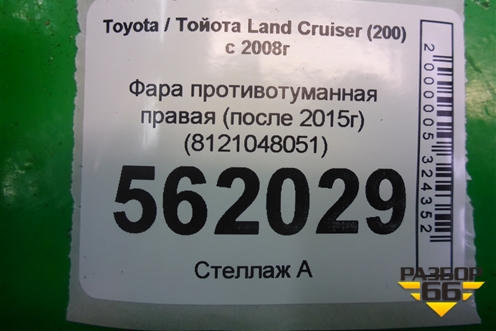 Toyota / Тойота Land Cruiser (200)
с 2008г
Фара противотуманная
правая (после 2015г)
(8121048051)
562029
Стеллаж А
2000005324352
РАЗБОР
66